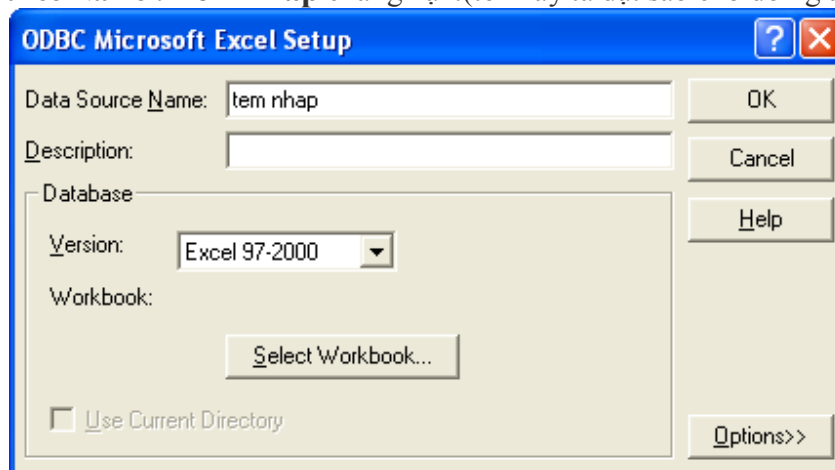 ODBC Microsoft Excel Setup
Data Source Name: tem nhap
OK
Description:
Cancel
Database
Help
Version: Excel 97-2000
Workbook:
Select Workbook...
Use Current Directory
Options>>